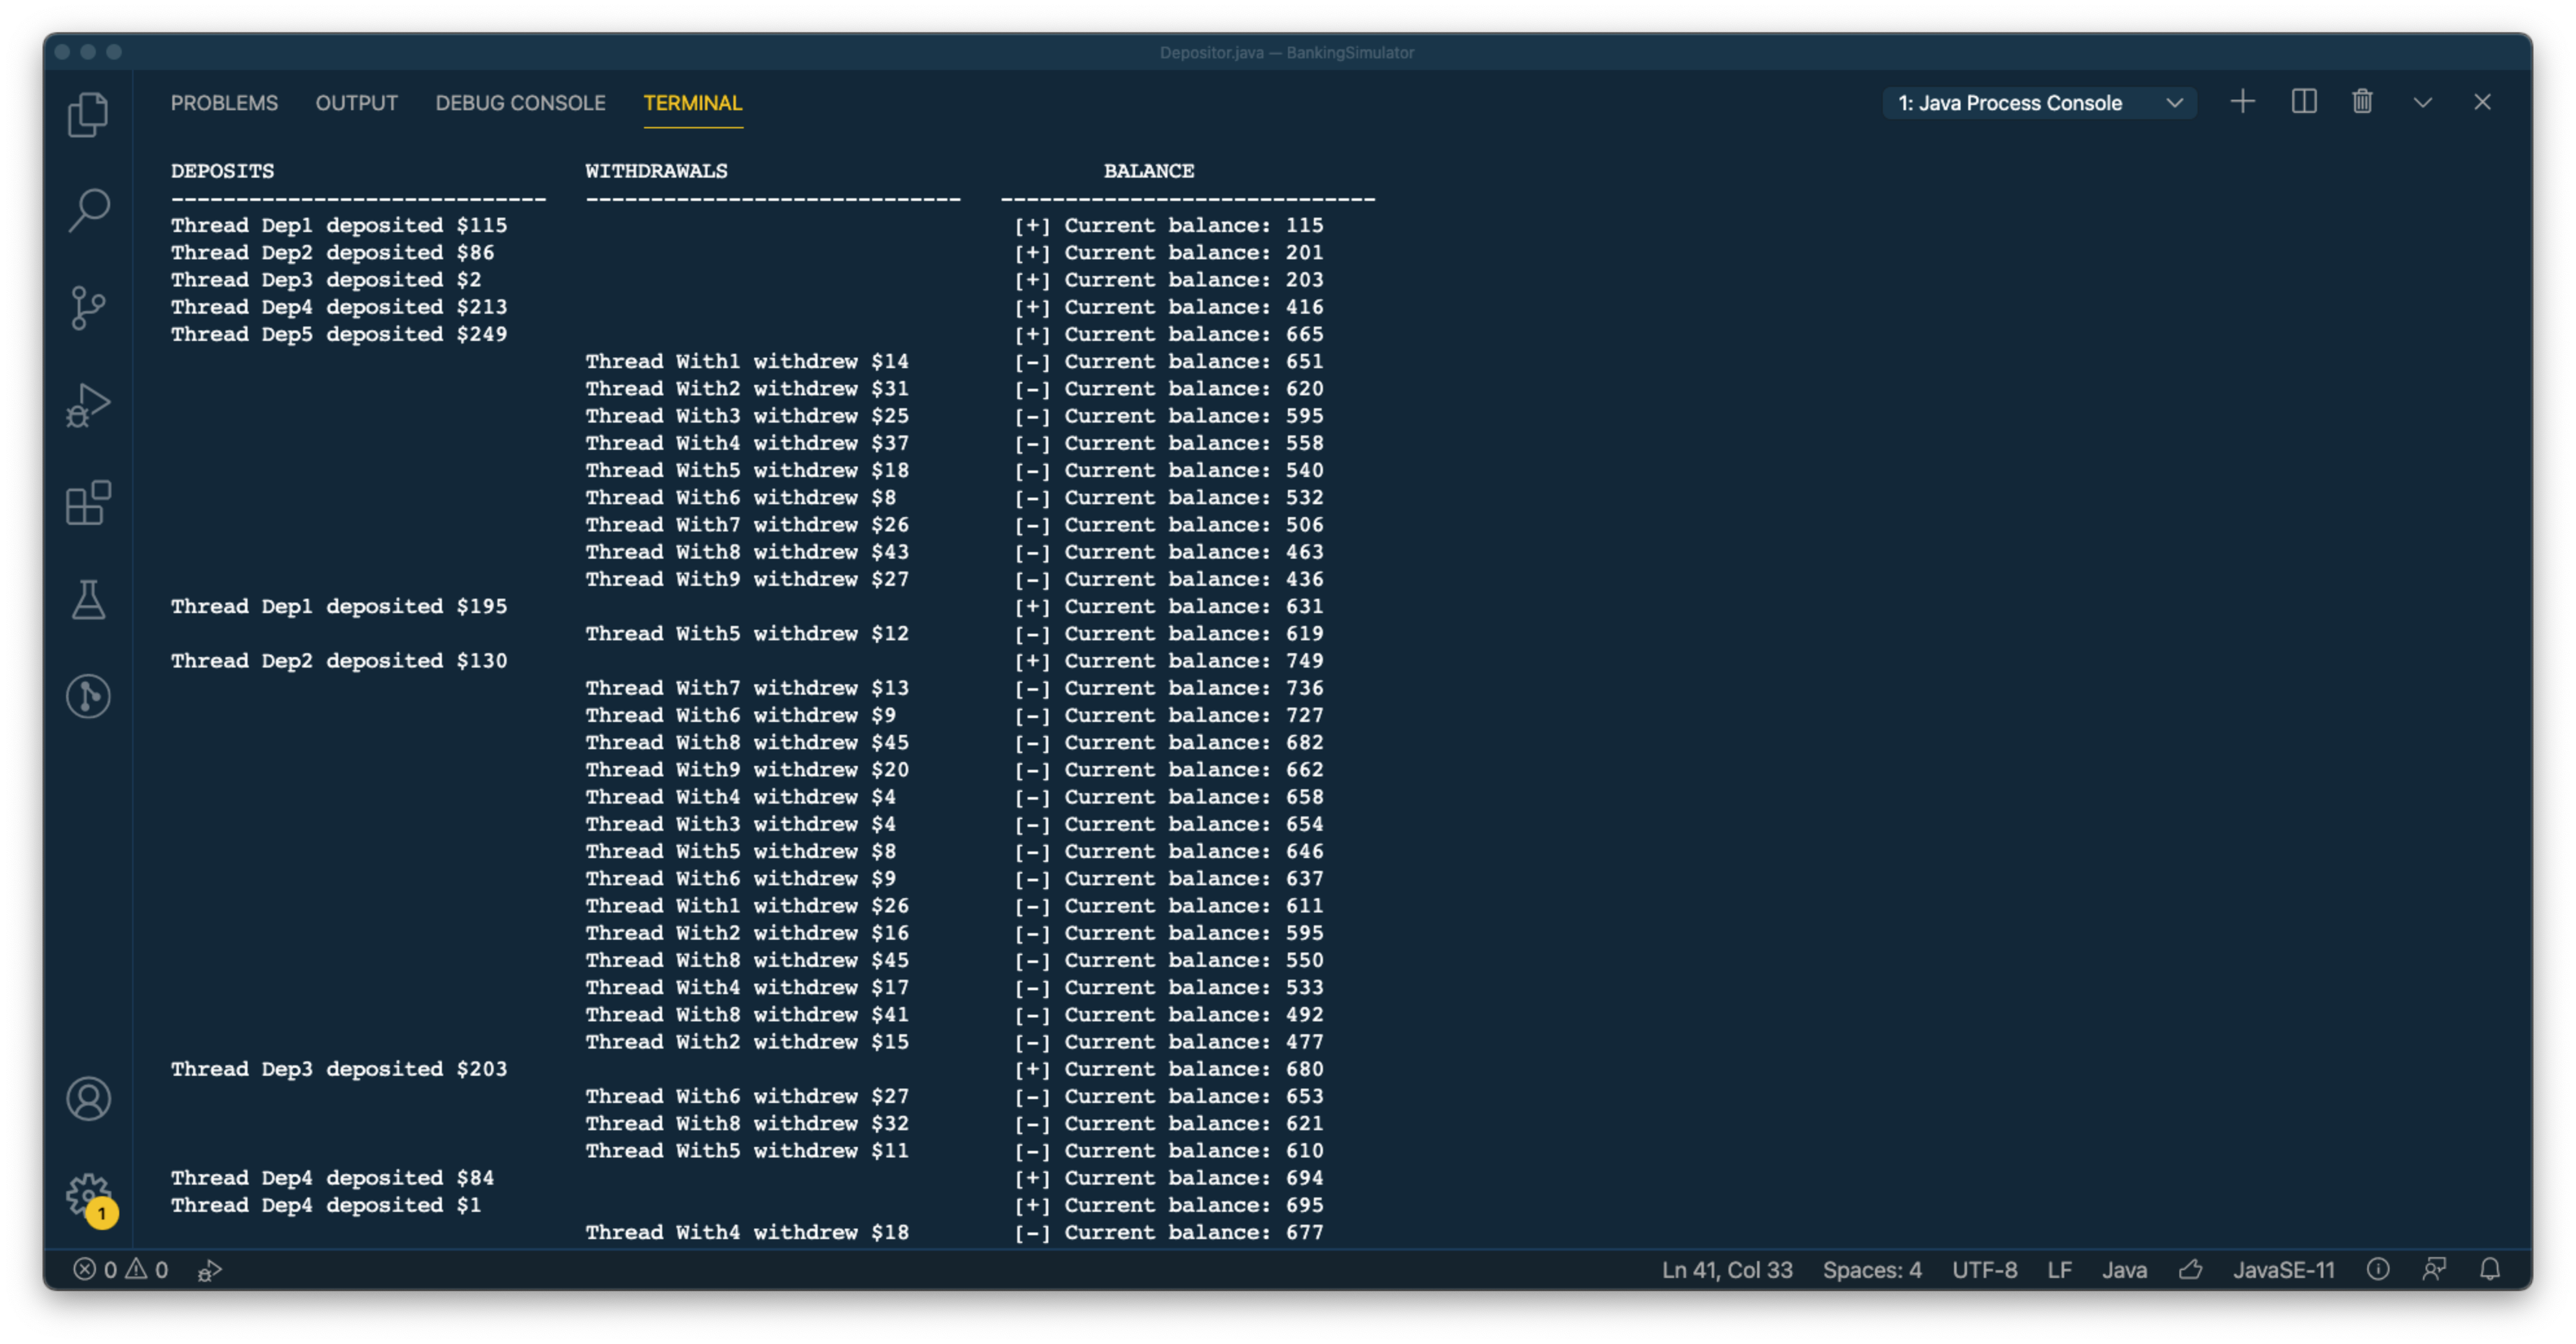 Depositor.java — BankingSimulator
PROBLEMS OUTPUT DEBUG CONSOLE TERMINAL 1: Java Process Console
DEPOSITS WITHDRAWALS BALANCE
----------------------------- ----------------------------- -----------------------------
Thread Dep1 deposited $115 [+] Current balance: 115
Thread Dep2 deposited $86 [+] Current balance: 201
Thread Dep3 deposited $2 [+] Current balance: 203
Thread Dep4 deposited $213 [+] Current balance: 416
Thread Dep5 deposited $249 [+] Current balance: 665
Thread With1 withdrew $14 [-] Current balance: 651
Thread With2 withdrew $31 [-] Current balance: 620
Thread With3 withdrew $25 [-] Current balance: 595
Thread With4 withdrew $37 [-] Current balance: 558
Thread With5 withdrew $18 [-] Current balance: 540
Thread With6 withdrew $8 [-] Current balance: 532
Thread With7 withdrew $26 [-] Current balance: 506
Thread With8 withdrew $43 [-] Current balance: 463
Thread With9 withdrew $27 [-] Current balance: 436
Thread Dep1 deposited $195 [+] Current balance: 631
Thread With5 withdrew $12 [-] Current balance: 619
Thread Dep2 deposited $130 [+] Current balance: 749
Thread With7 withdrew $13 [-] Current balance: 736
Thread With6 withdrew $9 [-] Current balance: 727
Thread With8 withdrew $45 [-] Current balance: 682
Thread With9 withdrew $20 [-] Current balance: 662
Thread With4 withdrew $4 [-] Current balance: 658
Thread With3 withdrew $4 [-] Current balance: 654
Thread With5 withdrew $8 [-] Current balance: 646
Thread With6 withdrew $9 [-] Current balance: 637
Thread With1 withdrew $26 [-] Current balance: 611
Thread With2 withdrew $16 [-] Current balance: 595
Thread With8 withdrew $45 [-] Current balance: 550
Thread With4 withdrew $17 [-] Current balance: 533
Thread With8 withdrew $41 [-] Current balance: 492
Thread With2 withdrew $15 [-] Current balance: 477
Thread Dep3 deposited $203 [+] Current balance: 680
Thread With6 withdrew $27 [-] Current balance: 653
Thread With8 withdrew $32 [-] Current balance: 621
Thread With5 withdrew $11 [-] Current balance: 610
Thread Dep4 deposited $84 [+] Current balance: 694
Thread Dep4 deposited $1 [+] Current balance: 695
Thread With4 withdrew $18 [-] Current balance: 677
1
0 0 Ln 41, Col 33 Spaces: 4 UTF-8 LF Java JavaSE-11